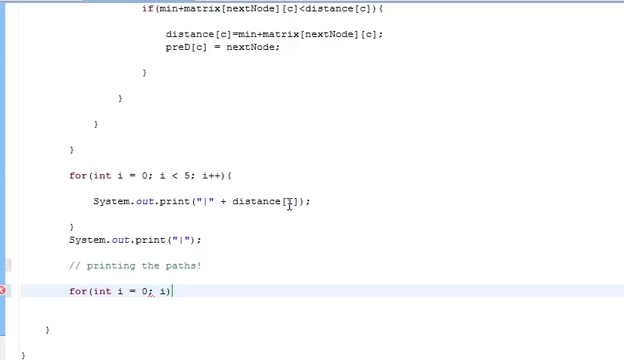 if(min+matrix[nextNode][c]<distance[c]){
distance[c]=min+matrix[nextNode][c];
preD[c] = nextNode;
}
}
}
}
for(int i = 0; i < 5; i++){
System.out.print("|" + distance[i]);
}
System.out.print("|");
// printing the paths!
for(int i = 0; i)
}
}